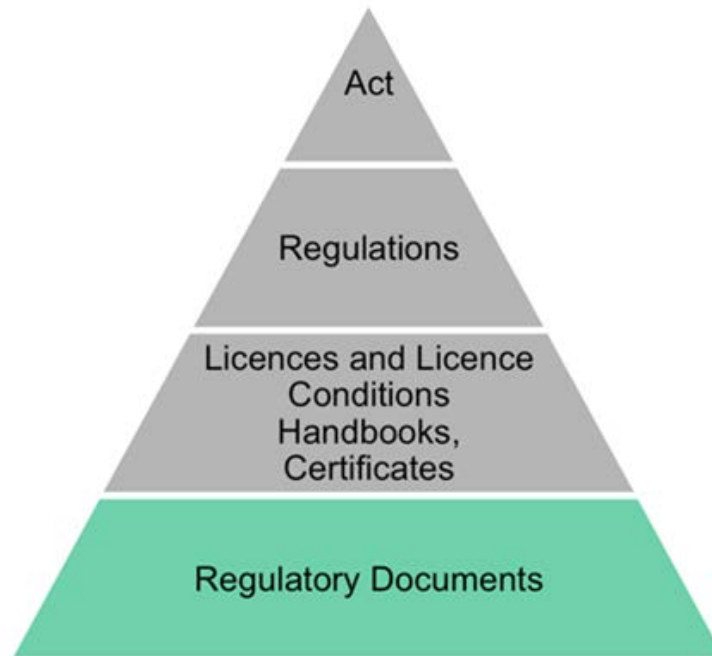 Act
Regulations
Licences and Licence
Conditions
Handbooks,
Certificates
Regulatory Documents